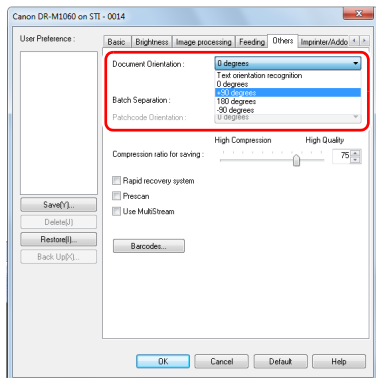 Canon DR-M1060 on STI - 0014
User Preference :
Basic Brightness Image processing Feeding Others Imprinter/Addo
Document Orientation : 0 degrees
Text orientation recognition
0 degrees
+90 degrees
Batch Separation : 180 degrees
-90 degrees
Patchcode Orientation : 0 degrees
High Compression High Quality
Compression ratio for saving : 75
Rapid recovery system
Prescan
Use MultiStream
Save(Y)...
Delete(J)
Restore(I)...
Back Up(X)...
Barcodes...
OK Cancel Default Help